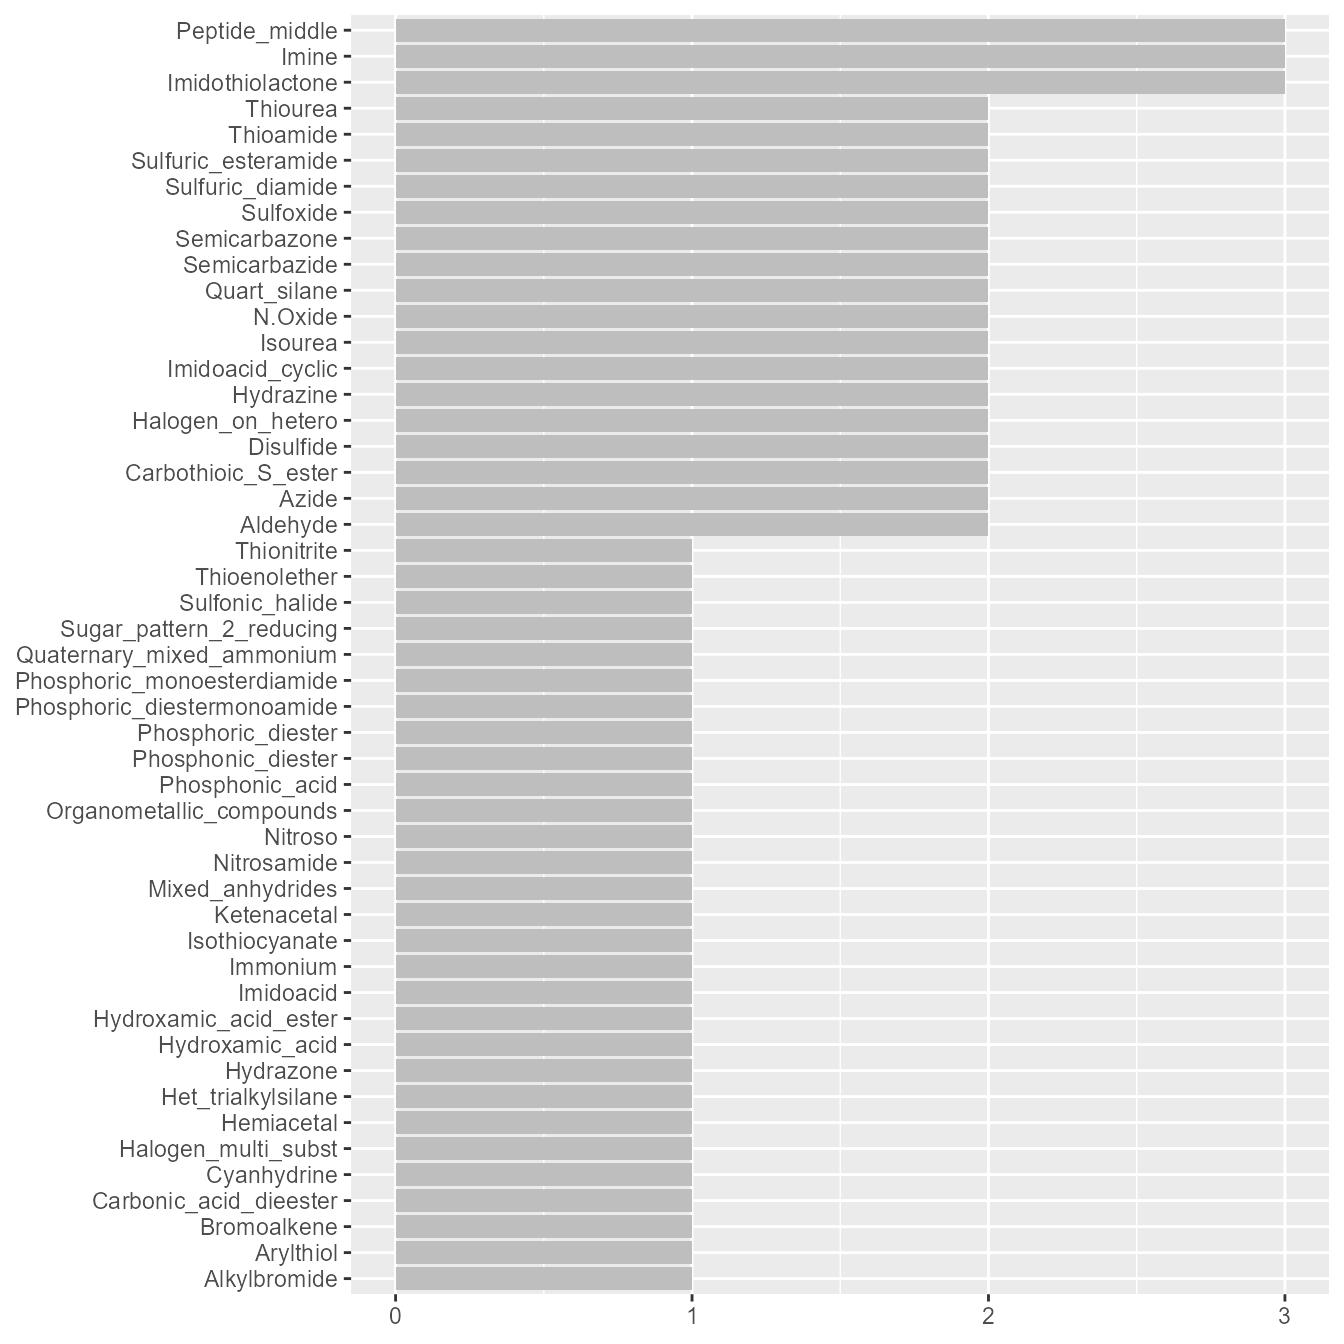 Peptide_middle
Imine
Imidothiolactone
Thiourea
Thioamide
Sulfuric_esteramide
Sulfuric_diamide
Sulfoxide
Semicarbazone
Semicarbazide
Quart_silane
N.Oxide
Isourea
Imidoacid_cyclic
Hydrazine
Halogen_on_hetero
Disulfide
Carbothioic_S_ester
Azide
Aldehyde
Thionitrite
Thioenolether
Sulfonic_halide
Sugar_pattern_2_reducing
Quaternary_mixed_ammonium
Phosphoric_monoesterdiamide
Phosphoric_diestermonoamide
Phosphoric_diester
Phosphonic_diester
Phosphonic_acid
Organometallic_compounds
Nitroso
Nitrosamide
Mixed_anhydrides
Ketenacetal
Isothiocyanate
Immonium
Imidoacid
Hydroxamic_acid_ester
Hydroxamic_acid
Hydrazone
Het_trialkylsilane
Hemiacetal
Halogen_multi_subst
Cyanhydrine
Carbonic_acid_dieester
Bromoalkene
Arylthiol
Alkylbromide
0 1 2 3